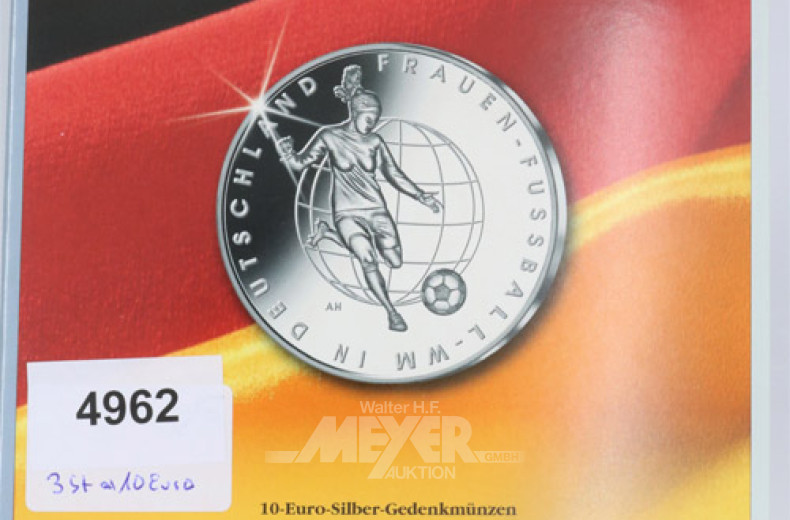 FRAUEN-FUSSBALL-WM IN DEUTSCHLAND
AH
4962
3 St a 10 Euro
Walter H.F.
MEYER
GMBH
AUKTION
10-Euro-Silber-Gedenkmünzen